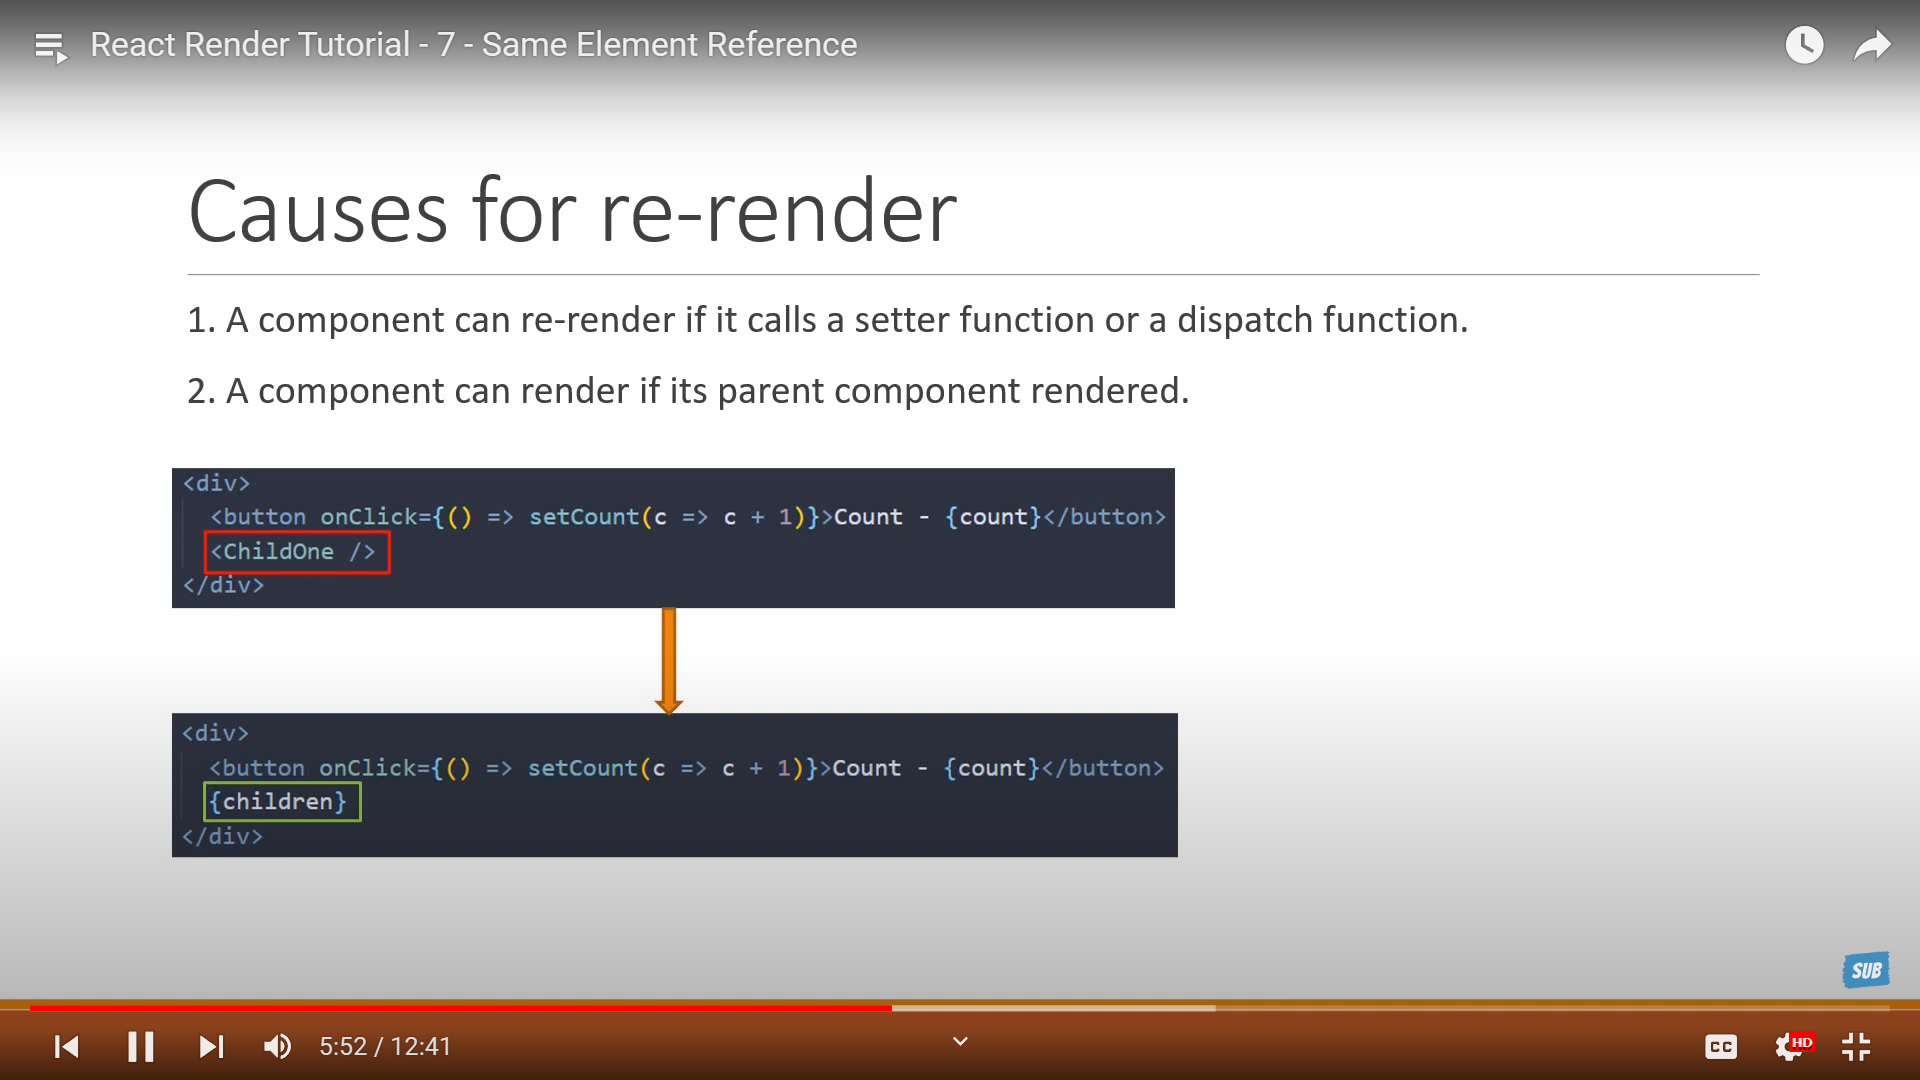 React Render Tutorial - 7 - Same Element Reference
Causes for re-render
1. A component can re-render if it calls a setter function or a dispatch function.
2. A component can render if its parent component rendered.
<div>
<button onClick={() => setCount(c => c + 1)}>Count - {count}</button>
<ChildOne />
</div>
<div>
<button onClick={() => setCount(c => c + 1)}>Count - {count}</button>
{children}
</div>
SUB
5:52 / 12:41
CC
HD